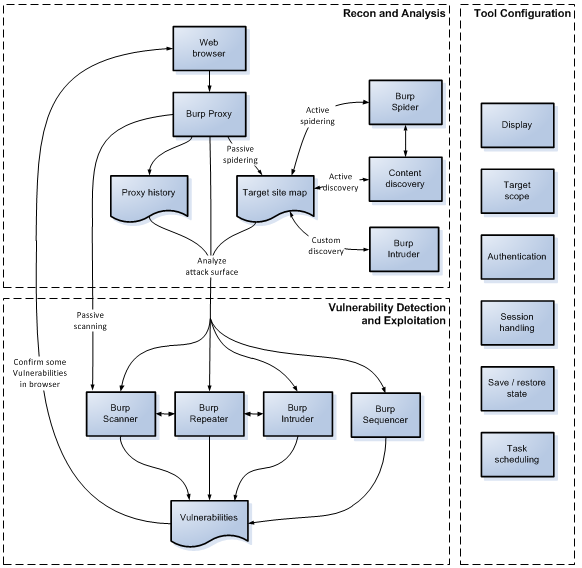 Recon and Analysis
Web
browser
Burp Proxy
Passive
spidering
Active
spidering
Burp
Spider
Proxy history
Target site map
Active
discovery
Content
discovery
Custom
discovery
Burp
Intruder
Analyze
attack surface
Vulnerability Detection
and Exploitation
Passive
scanning
Confirm some
Vulnerabilities
in browser
Burp
Scanner
Burp
Repeater
Burp
Intruder
Burp
Sequencer
Vulnerabilities
Tool Configuration
Display
Target
scope
Authentication
Session
handling
Save / restore
state
Task
scheduling